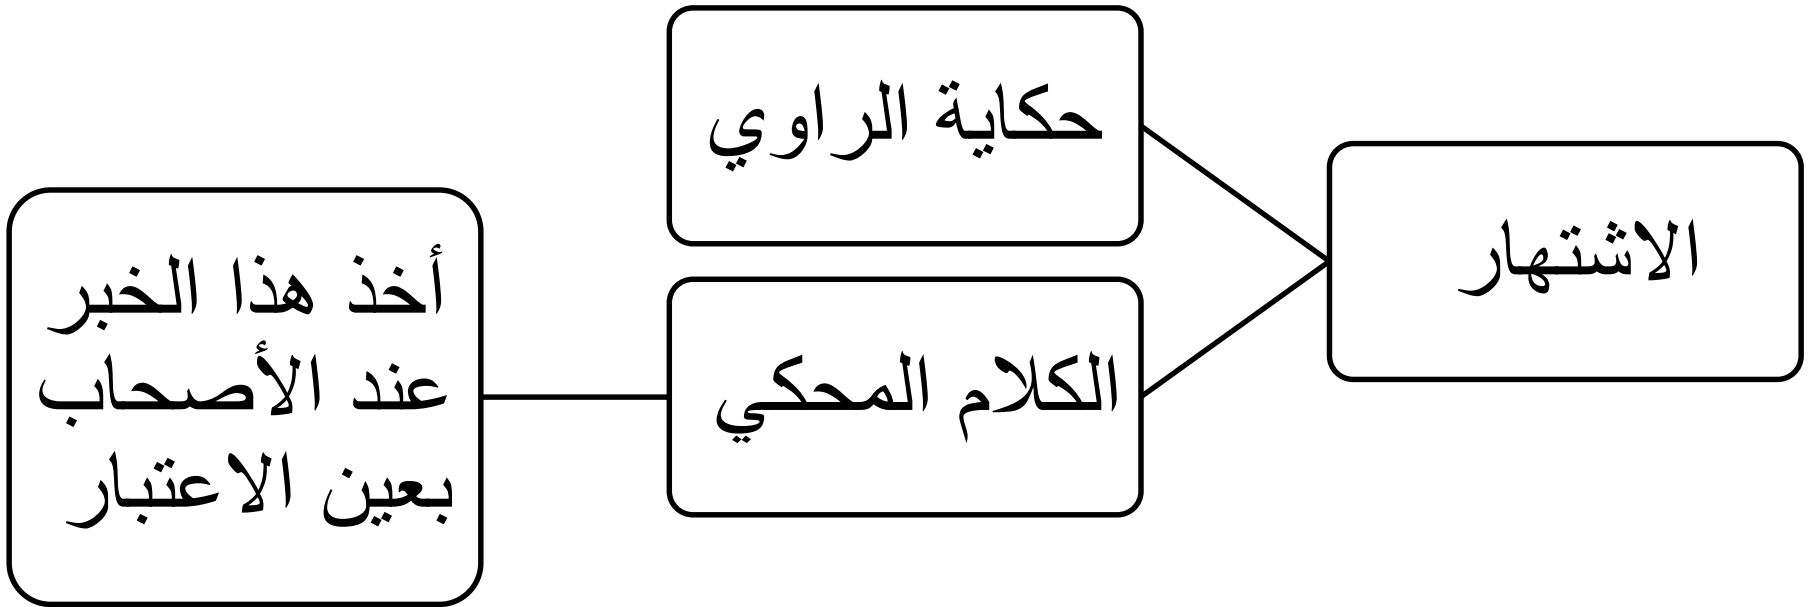 الاشتهار
حكاية الراوي
الكلام المحكي
أخذ هذا الخبر
عند الأصحاب
بعين الاعتبار